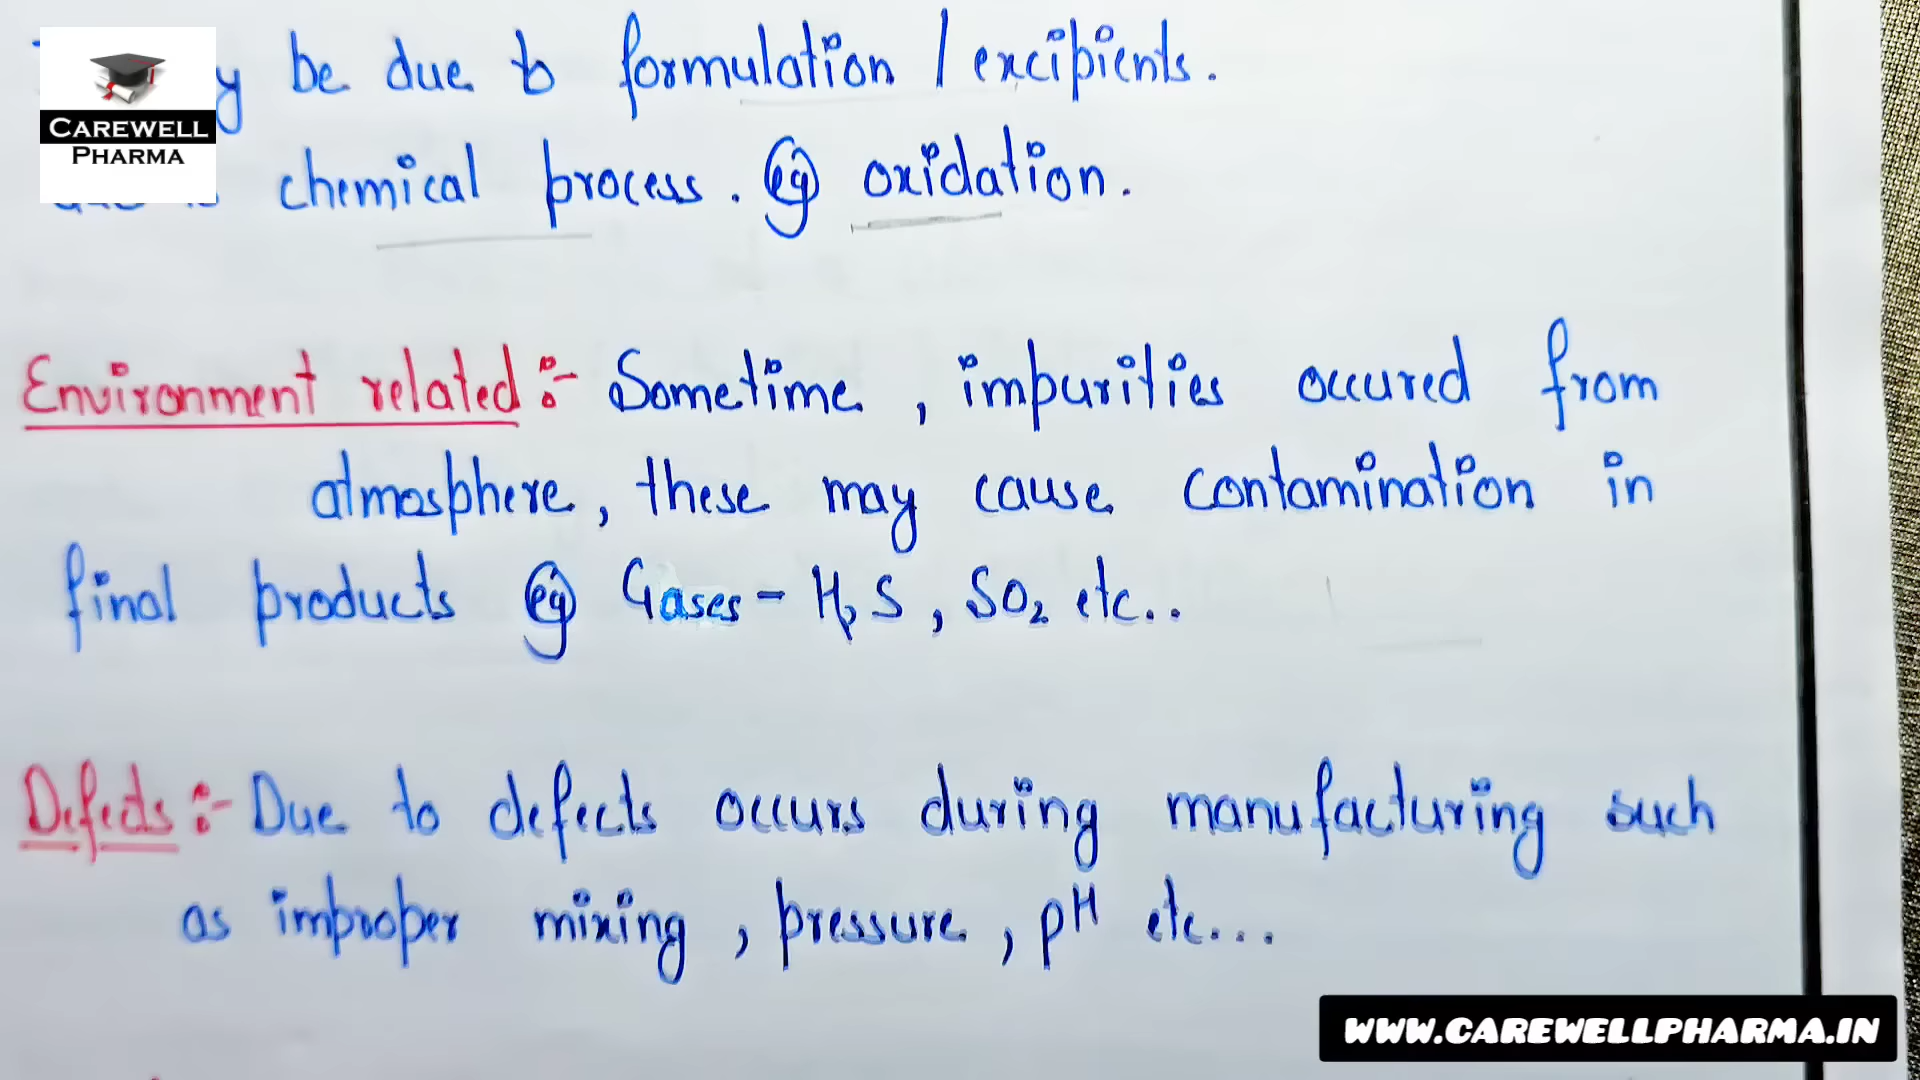 y be due to formulation / excipients.
CAREWELL
PHARMA
chemical process. eg oxidation.
Environment related :- Sometime, impurities occured from
atmosphere, these may cause contamination in
final products eg Gases - H₂S, SO₂ etc..
Defects :- Due to defects occurs during manufacturing such
as improper mixing, pressure, pH etc...
WWW.CAREWELLPHARMA.IN